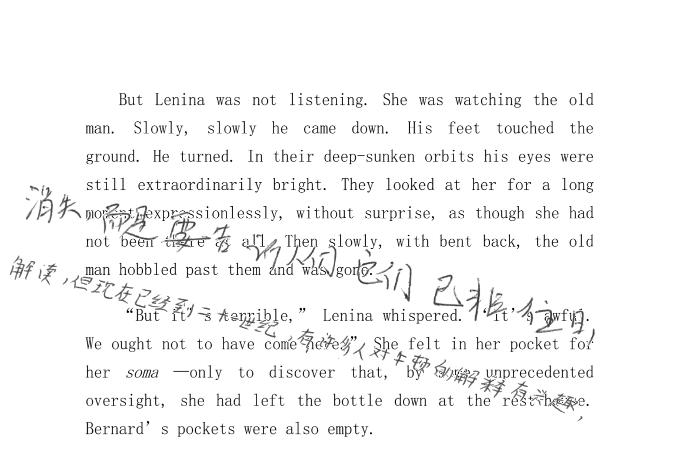 But Lenina was not listening. She was watching the old
man. Slowly, slowly he came down. His feet touched the
ground. He turned. In their deep-sunken orbits his eyes were
still extraordinarily bright. They looked at her for a long
moment expressionlessly, without surprise, as though she had
not been there at all. Then slowly, with bent back, the old
man hobbled past them and was gone.
消失而是要告诉人们它们已非往日,
解读,但现在已经到二十世纪,有许多人对牛顿的解释有兴趣,
“But it's terrible,” Lenina whispered. “It's awful.
We ought not to have come here.” She felt in her pocket for
her soma —only to discover that, by some unprecedented
oversight, she had left the bottle down at the rest-house.
Bernard's pockets were also empty.